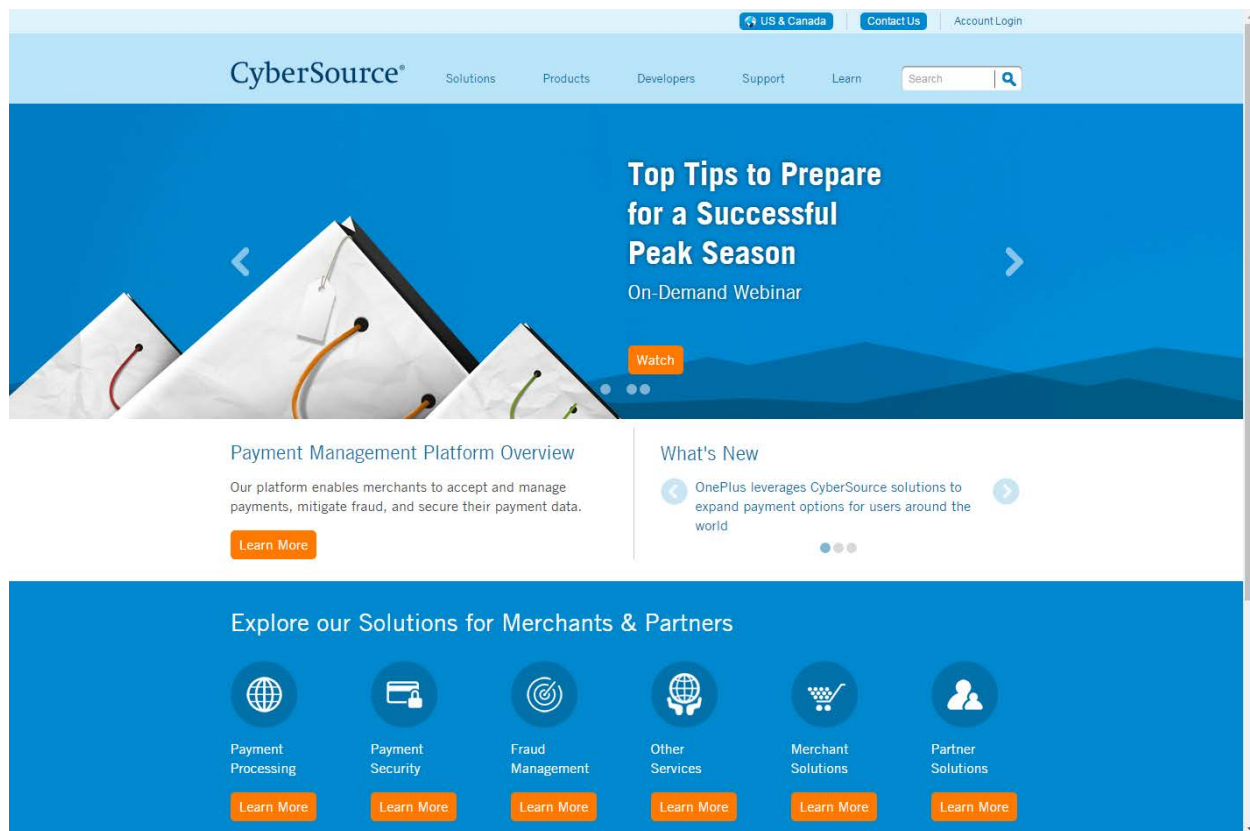 US & Canada
Contact Us
Account Login
CyberSource®
Solutions
Products
Developers
Support
Learn
Search
Top Tips to Prepare
for a Successful
Peak Season
On-Demand Webinar
Watch
Payment Management Platform Overview
Our platform enables merchants to accept and manage
payments, mitigate fraud, and secure their payment data.
Learn More
What's New
OnePlus leverages CyberSource solutions to
expand payment options for users around the
world
Explore our Solutions for Merchants & Partners
Payment
Processing
Learn More
Payment
Security
Learn More
Fraud
Management
Learn More
Other
Services
Learn More
Merchant
Solutions
Learn More
Partner
Solutions
Learn More